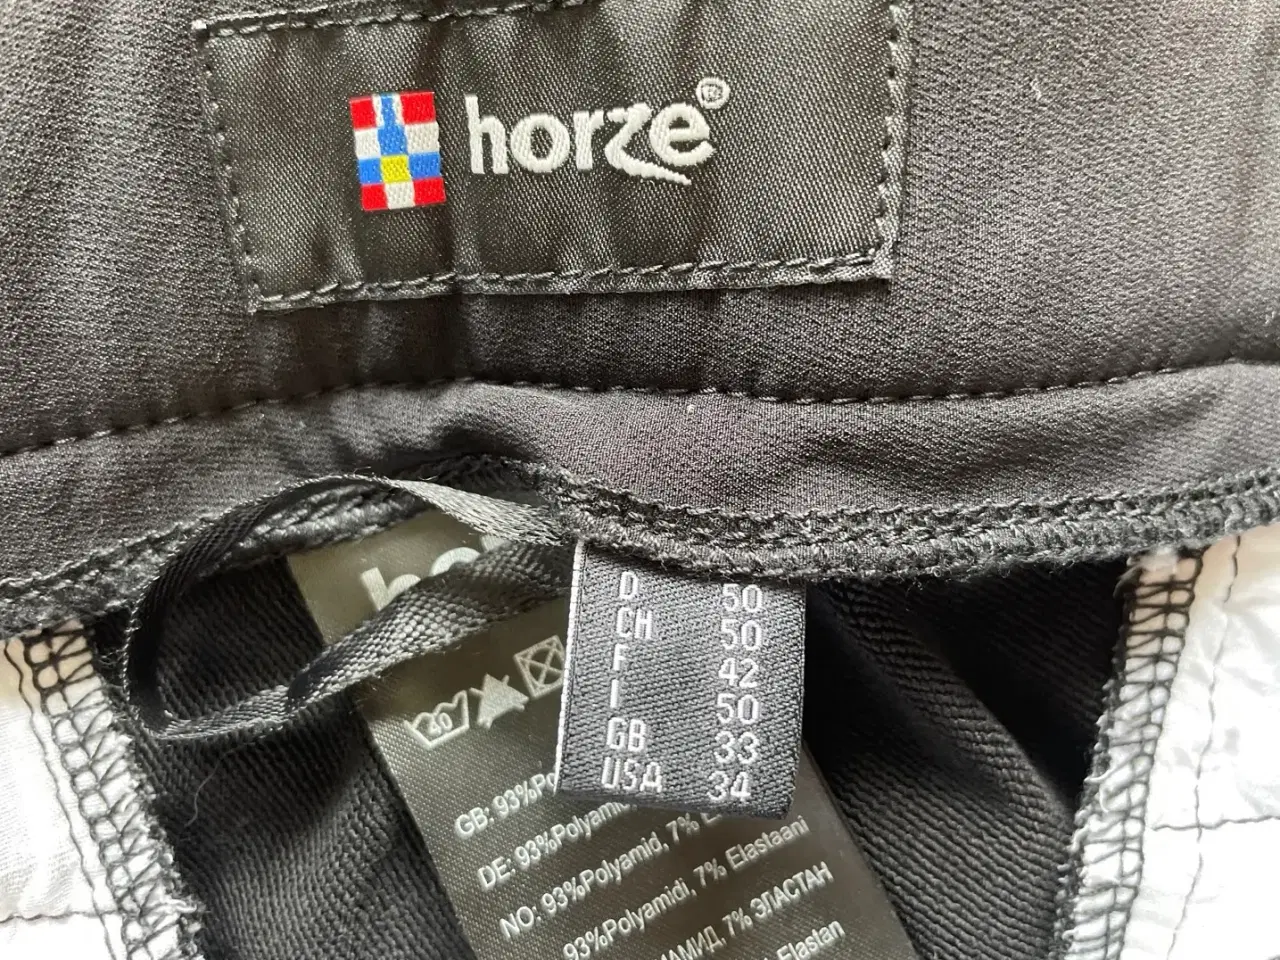 horze®
D 50
CH 50
F 42
I 50
GB 33
USA 34
40
GB: 93%Po
DE: 93%Polyamid
NO: 93%Polyamid, 7%
93%Polyamidi, 7% Elastaani
7% ЭЛАСТАН
Elastan